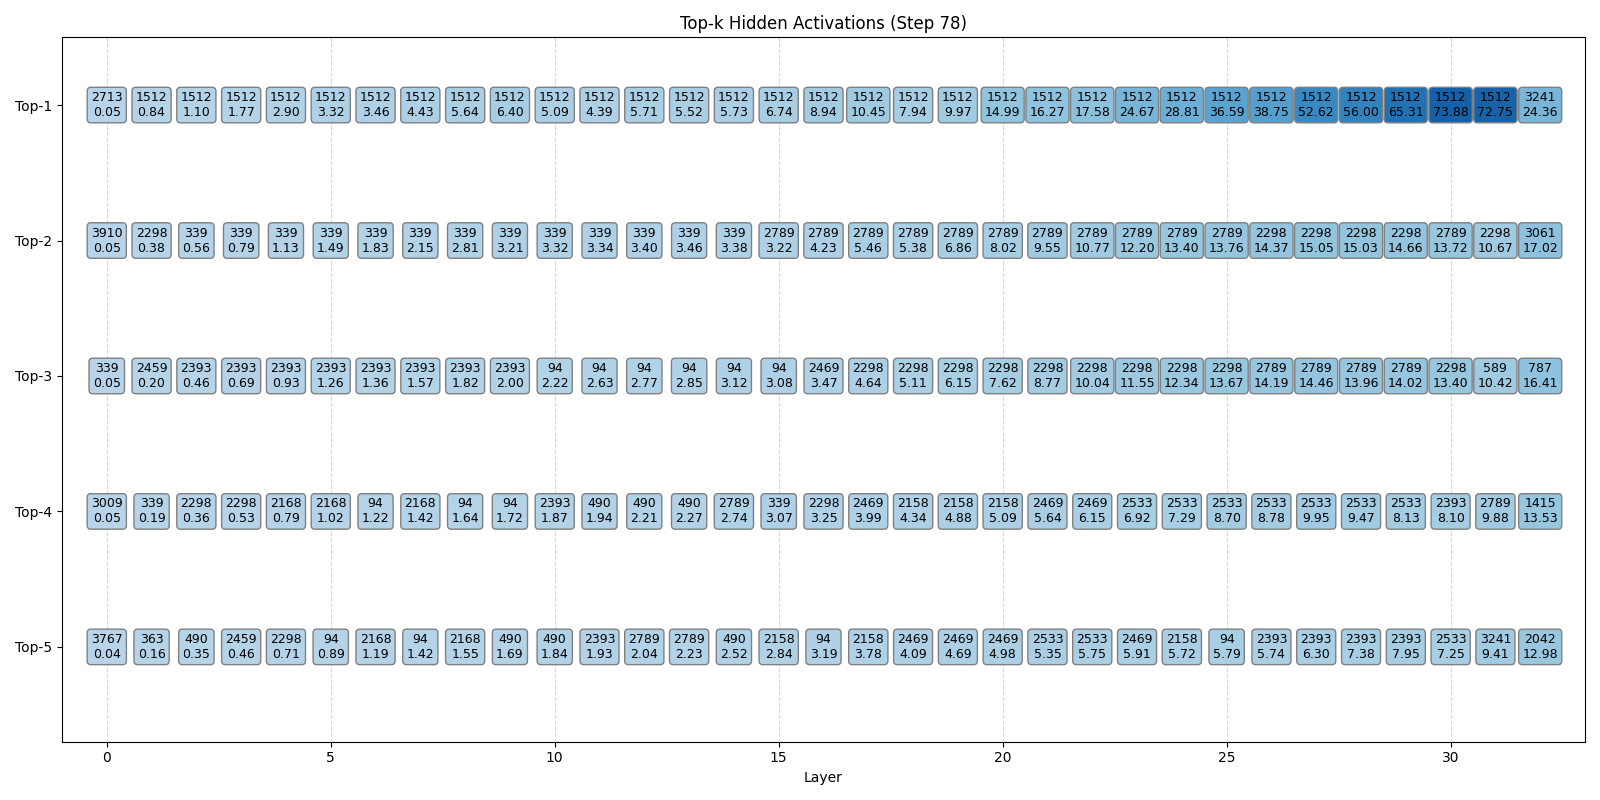 Top-k Hidden Activations (Step 78)
Top-1
2713 1512 1512 1512 1512 1512 1512 1512 1512 1512 1512 1512 1512 1512 1512 1512 1512 1512 1512 1512 1512 1512 1512 1512 1512 1512 1512 1512 1512 1512 1512 1512 3241
0.05 0.84 1.10 1.77 2.90 3.32 3.46 4.43 5.64 6.40 5.09 4.39 5.71 5.52 5.73 6.74 8.94 10.45 7.94 9.97 14.99 16.27 17.58 24.67 28.81 36.59 38.75 52.62 56.00 65.31 73.88 72.75 24.36
Top-2
3910 2298 339 339 339 339 339 339 339 339 339 339 339 339 339 2789 2789 2789 2789 2789 2789 2789 2789 2789 2789 2789 2298 2298 2298 2298 2789 2298 3061
0.05 0.38 0.56 0.79 1.13 1.49 1.83 2.15 2.81 3.21 3.32 3.34 3.40 3.46 3.38 3.22 4.23 5.46 5.38 6.86 8.02 9.55 10.77 12.20 13.40 13.76 14.37 15.05 15.03 14.66 13.72 10.67 17.02
Top-3
339 2459 2393 2393 2393 2393 2393 2393 2393 2393 94 94 94 94 94 94 2469 2298 2298 2298 2298 2298 2298 2298 2298 2298 2789 2789 2789 2789 2298 589 787
0.05 0.20 0.46 0.69 0.93 1.26 1.36 1.57 1.82 2.00 2.22 2.63 2.77 2.85 3.12 3.08 3.47 4.64 5.11 6.15 7.62 8.77 10.04 11.55 12.34 13.67 14.19 14.46 13.96 14.02 13.40 10.42 16.41
Top-4
3009 339 2298 2298 2168 2168 94 2168 94 94 2393 490 490 490 2789 339 2298 2469 2158 2158 2158 2469 2469 2533 2533 2533 2533 2533 2533 2533 2393 2789 1415
0.05 0.19 0.36 0.53 0.79 1.02 1.22 1.42 1.64 1.72 1.87 1.94 2.21 2.27 2.74 3.07 3.25 3.99 4.34 4.88 5.09 5.64 6.15 6.92 7.29 8.70 8.78 9.95 9.47 8.13 8.10 9.88 13.53
Top-5
3767 363 490 2459 2298 94 2168 94 2168 490 490 2393 2789 2789 490 2158 94 2158 2469 2469 2469 2533 2533 2469 2158 94 2393 2393 2393 2393 2533 3241 2042
0.04 0.16 0.35 0.46 0.71 0.89 1.19 1.42 1.55 1.69 1.84 1.93 2.04 2.23 2.52 2.84 3.19 3.78 4.09 4.69 4.98 5.35 5.75 5.91 5.72 5.79 5.74 6.30 7.38 7.95 7.25 9.41 12.98
0 5 10 15 20 25 30
Layer